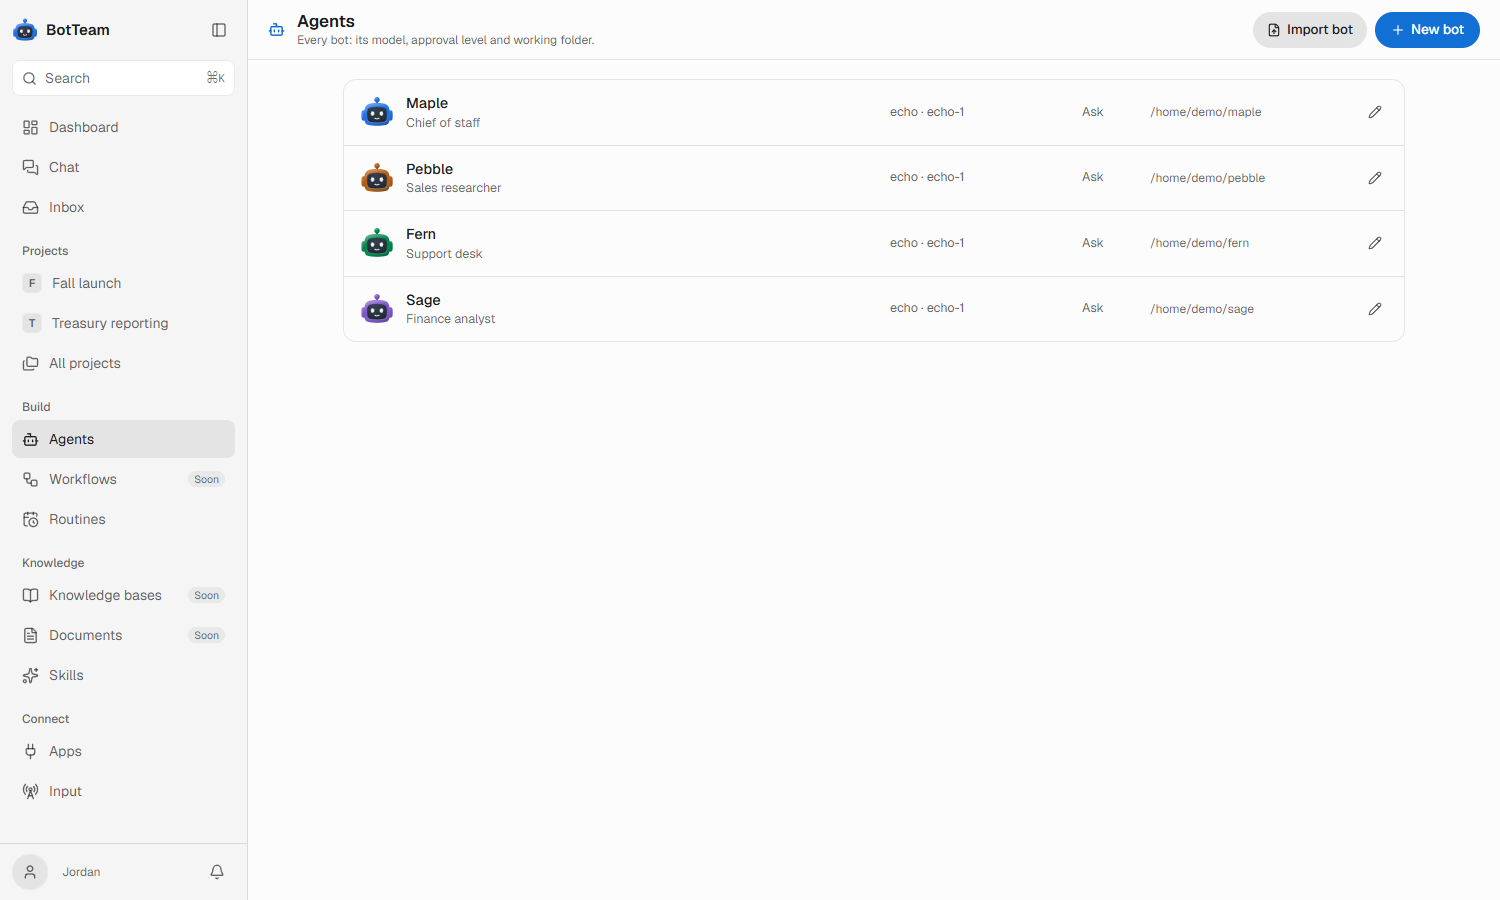 BotTeam
Search ⌘K
Dashboard
Chat
Inbox
Projects
F Fall launch
T Treasury reporting
All projects
Build
Agents
Workflows Soon
Routines
Knowledge
Knowledge bases Soon
Documents Soon
Skills
Connect
Apps
Input
Jordan
Agents
Every bot: its model, approval level and working folder.
Import bot
New bot
Maple
Chief of staff
echo · echo-1 Ask /home/demo/maple
Pebble
Sales researcher
echo · echo-1 Ask /home/demo/pebble
Fern
Support desk
echo · echo-1 Ask /home/demo/fern
Sage
Finance analyst
echo · echo-1 Ask /home/demo/sage